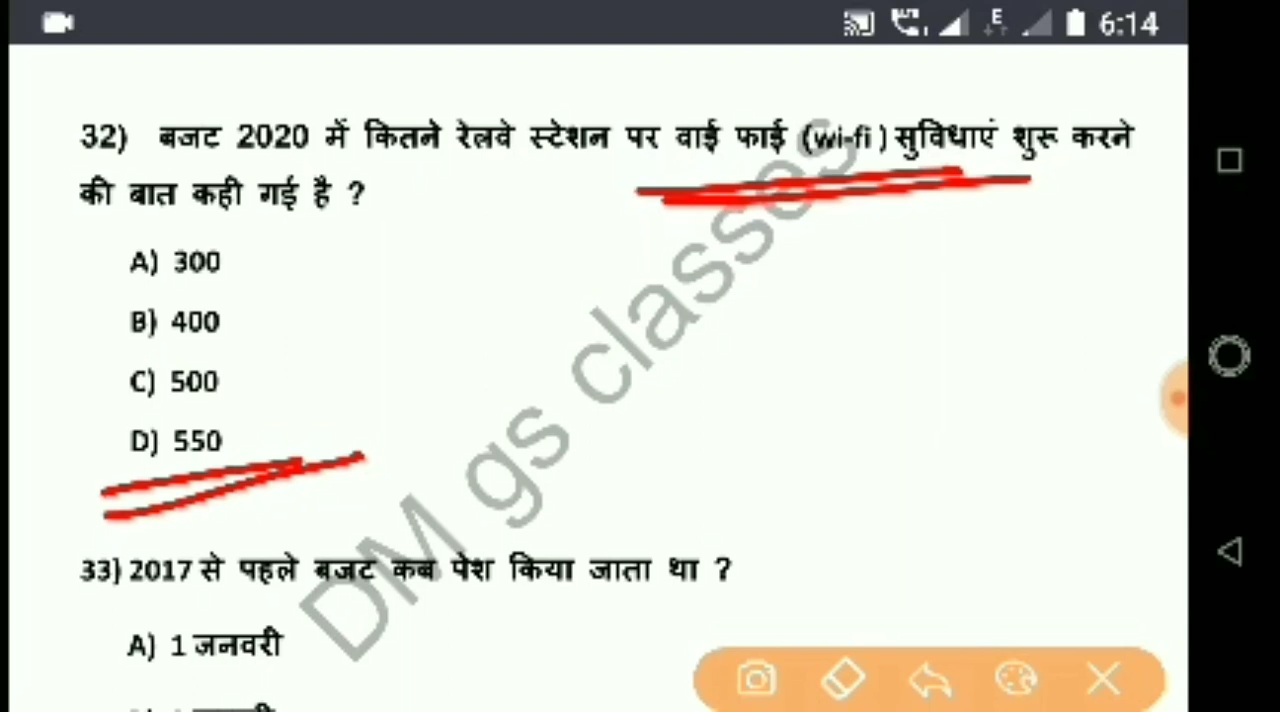 6:14
32) बजट 2020 में कितने रेलवे स्टेशन पर वाई फाई (wi-fi) सुविधाएं शुरू करने
की बात कही गई है ?
A) 300
B) 400
C) 500
D) 550
33) 2017 से पहले बजट कब पेश किया जाता था ?
A) 1 जनवरी
DM gs classes